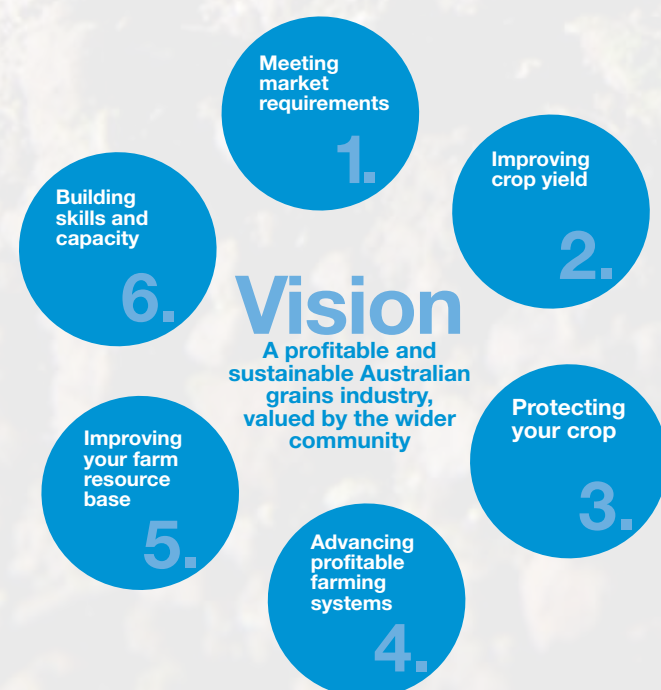 Meeting
market
requirements
1.
Improving
crop yield
2.
Protecting
your crop
3.
Advancing
profitable
farming
systems
4.
Improving
your farm
resource
base
5.
Building
skills and
capacity
6.
Vision
A profitable and
sustainable Australian
grains industry,
valued by the wider
community